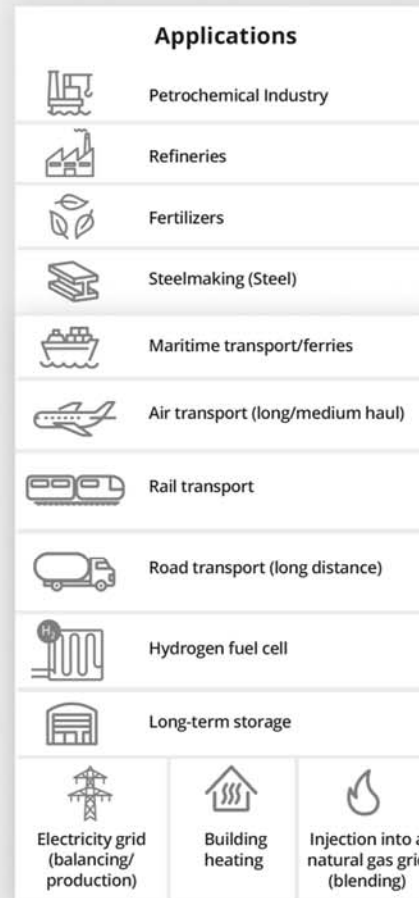 Applications
Petrochemical Industry
Refineries
Fertilizers
Steelmaking (Steel)
Maritime transport/ferries
Air transport (long/medium haul)
Rail transport
Road transport (long distance)
H₂
Hydrogen fuel cell
Long-term storage
Electricity grid
(balancing/
production)
Building
heating
Injection into a
natural gas
(blending)